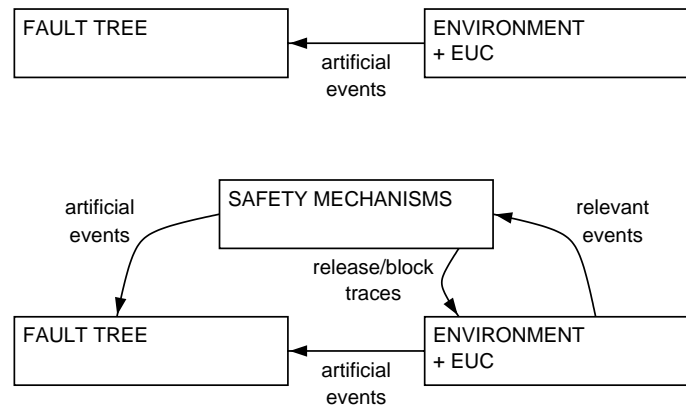 FAULT TREE
ENVIRONMENT
+ EUC
artificial
events
SAFETY MECHANISMS
artificial
events
relevant
events
release/block
traces
FAULT TREE
ENVIRONMENT
+ EUC
artificial
events